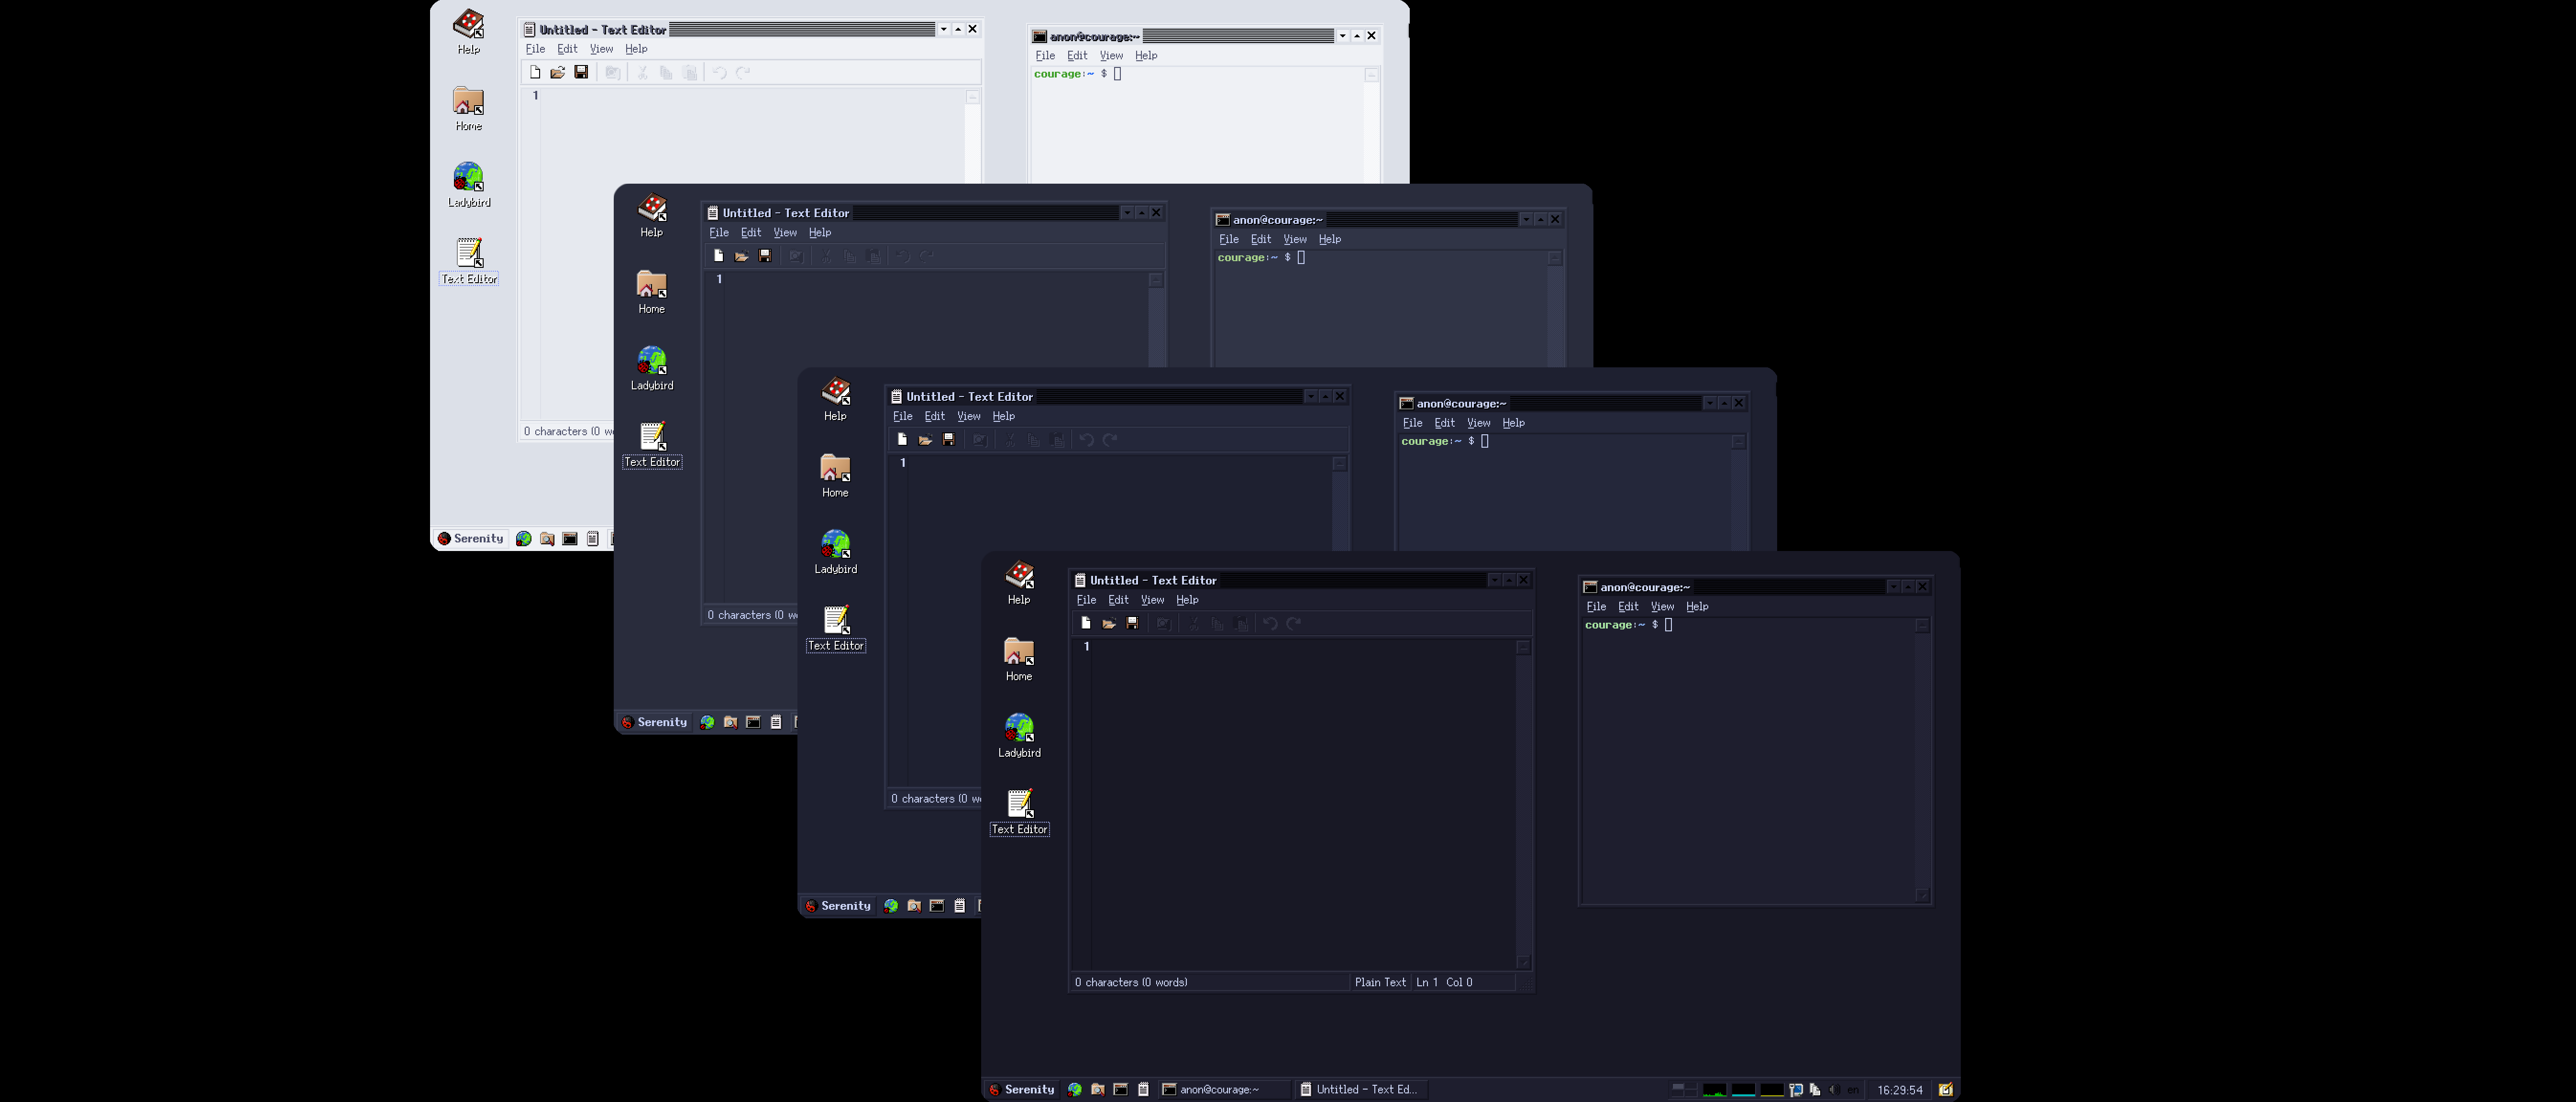 Untitled - Text Editor
File Edit View Help
1
0 characters (0 wo
anon@courage:~
File Edit View Help
courage:~ $
Help
Home
Ladybird
Text Editor
Serenity
Untitled - Text Editor
File Edit View Help
1
0 characters (0 wo
anon@courage:~
File Edit View Help
courage:~ $
Help
Home
Ladybird
Text Editor
Serenity
Untitled - Text Editor
File Edit View Help
1
0 characters (0 wo
anon@courage:~
File Edit View Help
courage:~ $
Help
Home
Ladybird
Text Editor
Serenity
Untitled - Text Editor
File Edit View Help
1
0 characters (0 words) Plain Text Ln 1 Col 0
anon@courage:~
File Edit View Help
courage:~ $
Help
Home
Ladybird
Text Editor
Serenity anon@courage:~ Untitled - Text Ed... en 16:29:54